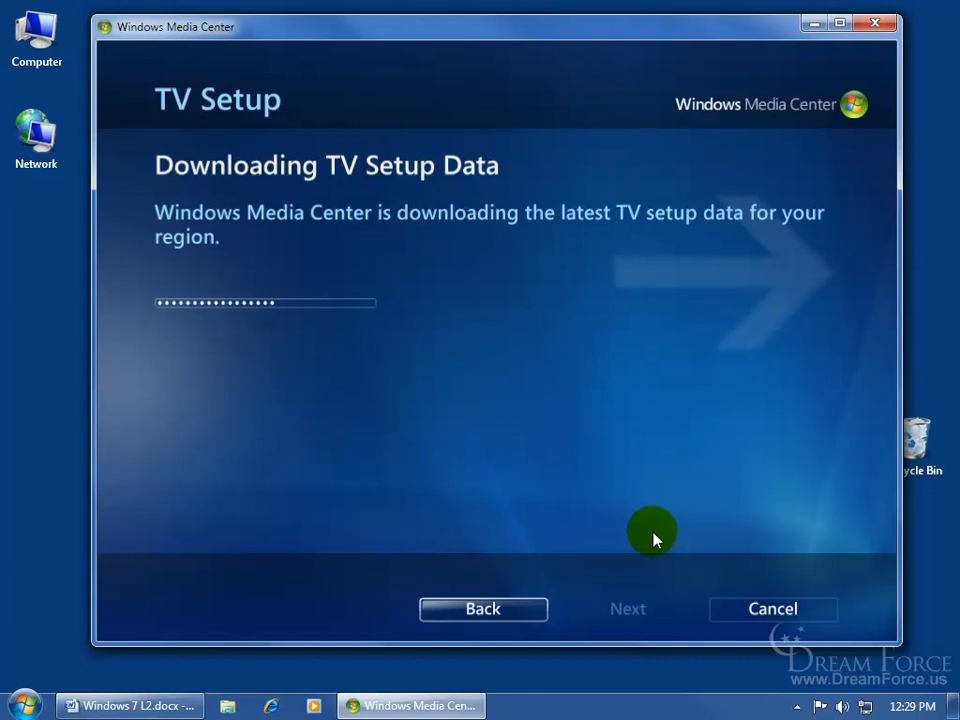 Computer
Network
Windows Media Center
TV Setup
Windows Media Center
Downloading TV Setup Data
Windows Media Center is downloading the latest TV setup data for your
region.
Back
Next
Cancel
ycle Bin
DREAM FORCE
www.DreamForce.us
Windows 7 L2.docx -...
Windows Media Cen...
12:29 PM